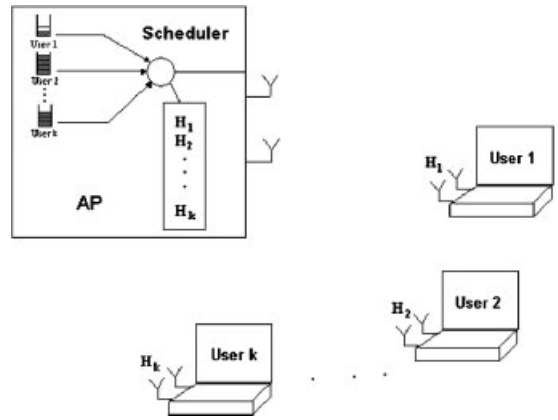 Scheduler
User 1
User 2
User k
H1
H2
Hk
AP
H1
User 1
H2
User 2
Hk
User k